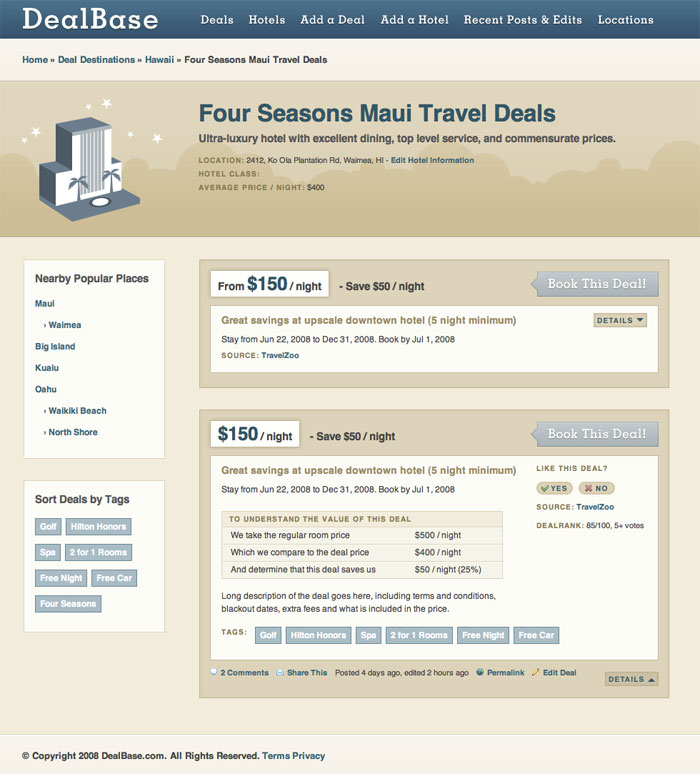 DealBase
Deals Hotels Add a Deal Add a Hotel Recent Posts & Edits Locations
Home » Deal Destinations » Hawaii » Four Seasons Maui Travel Deals
Four Seasons Maui Travel Deals
Ultra-luxury hotel with excellent dining, top level service, and commensurate prices.
LOCATION: 2412, Ko Ola Plantation Rd, Waimea, HI - Edit Hotel Information
HOTEL CLASS:
AVERAGE PRICE / NIGHT: $400
Nearby Popular Places
Maui
› Waimea
Big Island
Kuaiu
Oahu
› Waikiki Beach
› North Shore
Sort Deals by Tags
Golf Hilton Honors
Spa 2 for 1 Rooms
Free Night Free Car
Four Seasons
From $150 / night - Save $50 / night Book This Deal!
Great savings at upscale downtown hotel (5 night minimum) DETAILS
Stay from Jun 22, 2008 to Dec 31, 2008. Book by Jul 1, 2008
SOURCE: TravelZoo
$150 / night - Save $50 / night Book This Deal!
Great savings at upscale downtown hotel (5 night minimum)
Stay from Jun 22, 2008 to Dec 31, 2008. Book by Jul 1, 2008
LIKE THIS DEAL?
YES NO
SOURCE: TravelZoo
DEALRANK: 85/100, 5+ votes
TO UNDERSTAND THE VALUE OF THIS DEAL
We take the regular room price $500 / night
Which we compare to the deal price $400 / night
And determine that this deal saves us $50 / night (25%)
Long description of the deal goes here, including terms and conditions,
blackout dates, extra fees and what is included in the price.
TAGS: Golf Hilton Honors Spa 2 for 1 Rooms Free Night Free Car
2 Comments Share This Posted 4 days ago, edited 2 hours ago Permalink Edit Deal DETAILS
© Copyright 2008 DealBase.com. All Rights Reserved. Terms Privacy